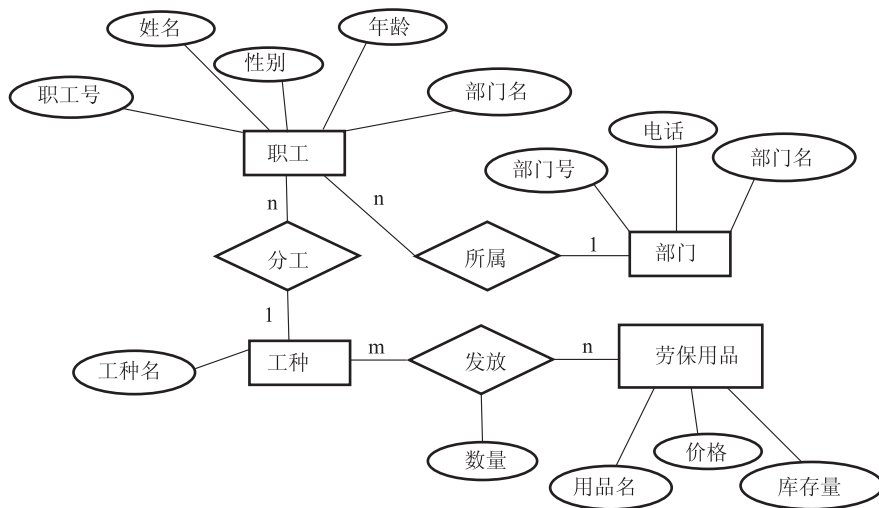 姓名
年龄
性别
职工号
部门名
职工
电话
部门号
部门名
n
n
分工
所属
1
部门
1
工种名
工种
m
发放
n
劳保用品
数量
价格
用品名
库存量